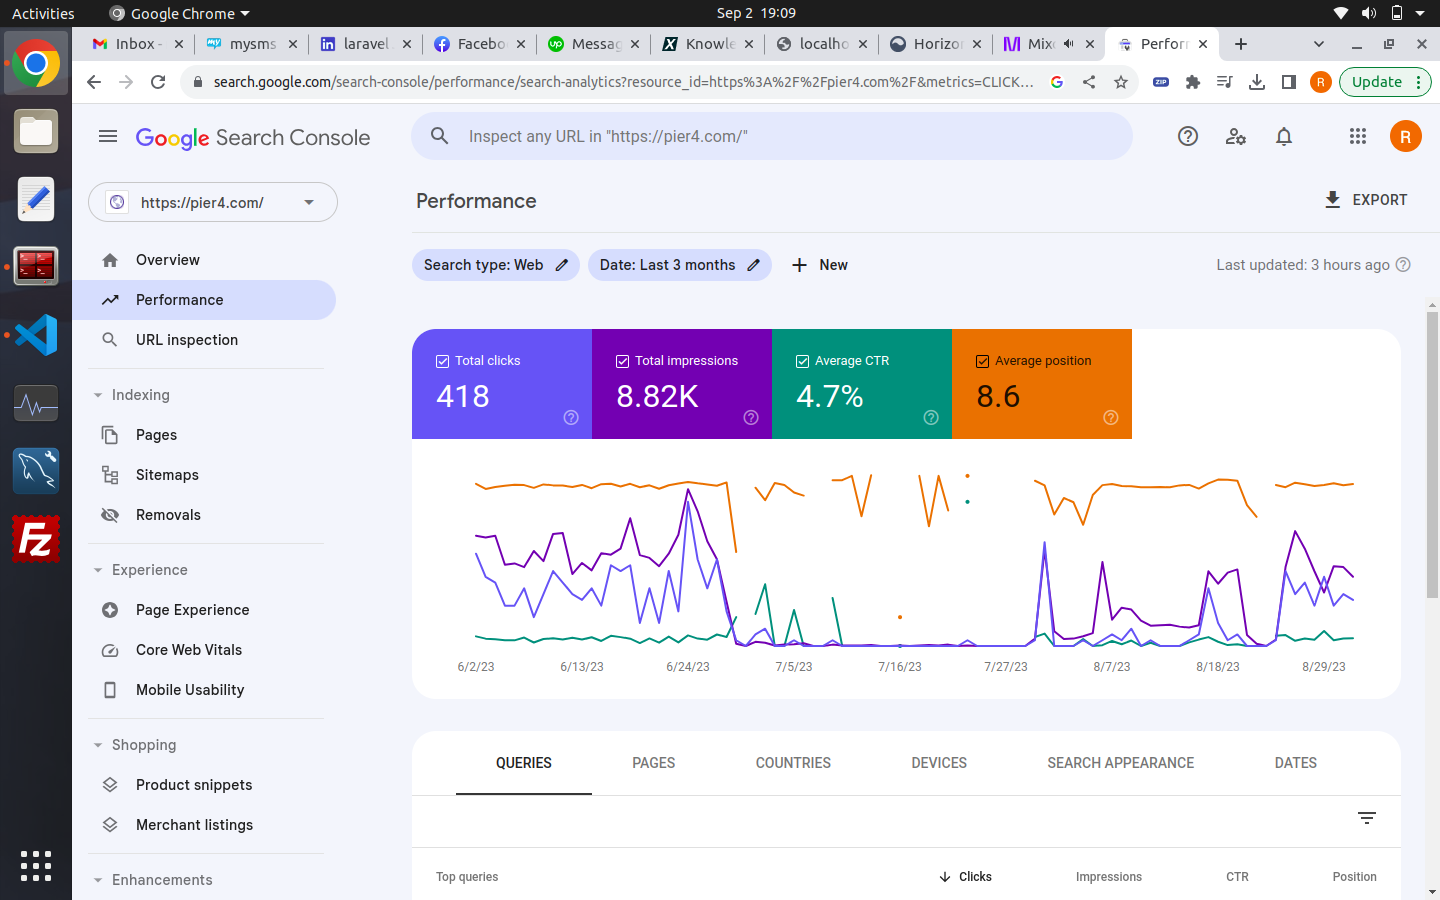 Activities
Google Chrome
Sep 2 19:09
Inbox -
mysms
laravel
Facebo
Messag
Knowle
localho
Horizor
Mixo
Perfor
search.google.com/search-console/performance/search-analytics?resource_id=https%3A%2F%2Fpier4.com%2F&metrics=CLICK...
ZIP
R
Update
Google Search Console
Inspect any URL in "https://pier4.com/"
R
https://pier4.com/
Performance
EXPORT
Search type: Web
Date: Last 3 months
New
Last updated: 3 hours ago
Overview
Performance
URL inspection
Indexing
Pages
Sitemaps
Removals
Experience
Page Experience
Core Web Vitals
Mobile Usability
Shopping
Product snippets
Merchant listings
Enhancements
Total clicks
418
Total impressions
8.82K
Average CTR
4.7%
Average position
8.6
6/2/23
6/13/23
6/24/23
7/5/23
7/16/23
7/27/23
8/7/23
8/18/23
8/29/23
QUERIES
PAGES
COUNTRIES
DEVICES
SEARCH APPEARANCE
DATES
Top queries
Clicks
Impressions
CTR
Position